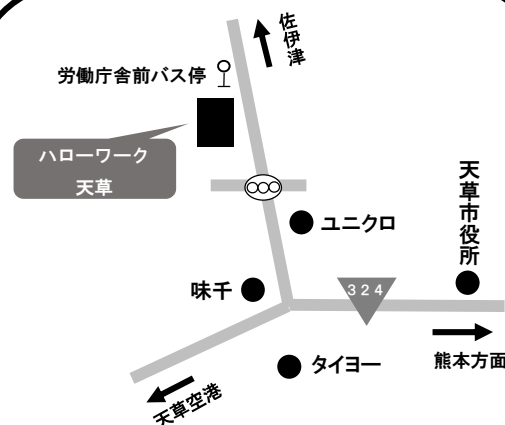 佐伊津
労働庁舎前バス停
ハローワーク
天草
天草市役所
ユニクロ
味千
324
熊本方面
タイヨー
天草空港